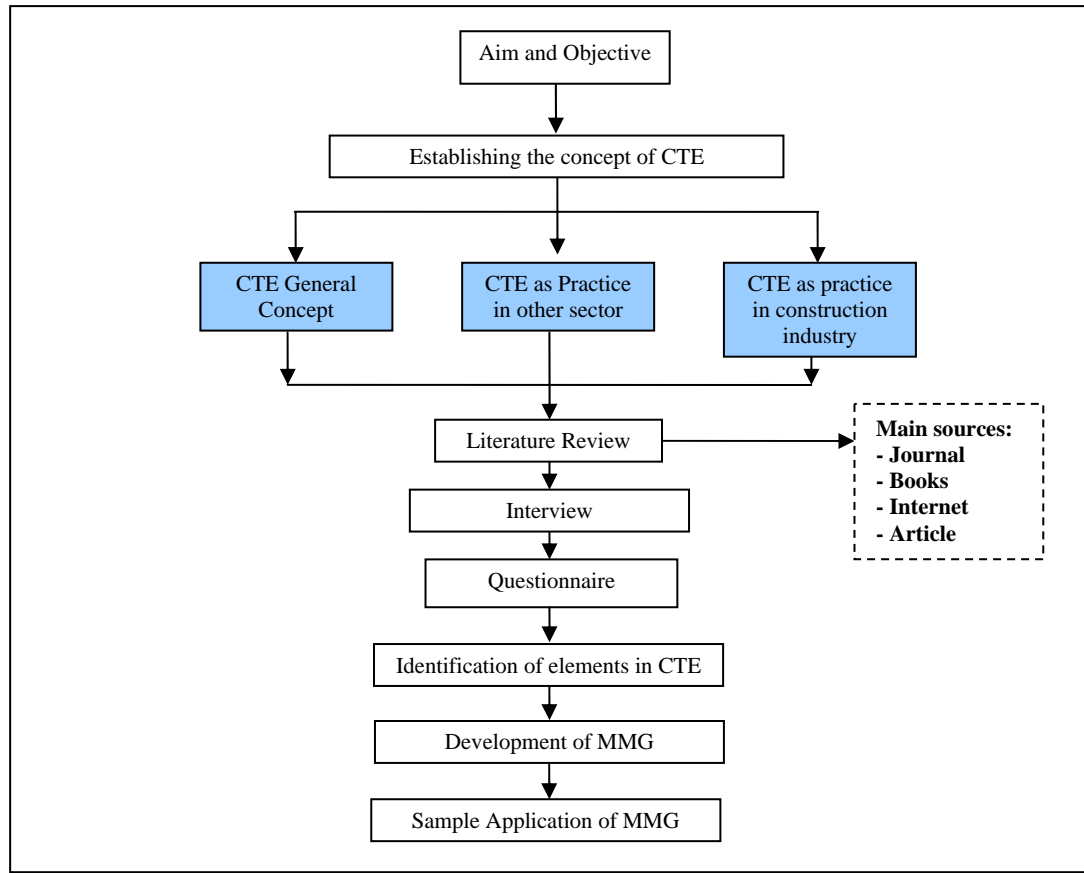 Aim and Objective
Establishing the concept of CTE
CTE General
Concept
CTE as Practice
in other sector
CTE as practice
in construction
industry
Literature Review
Main sources:
- Journal
- Books
- Internet
- Article
Interview
Questionnaire
Identification of elements in CTE
Development of MMG
Sample Application of MMG